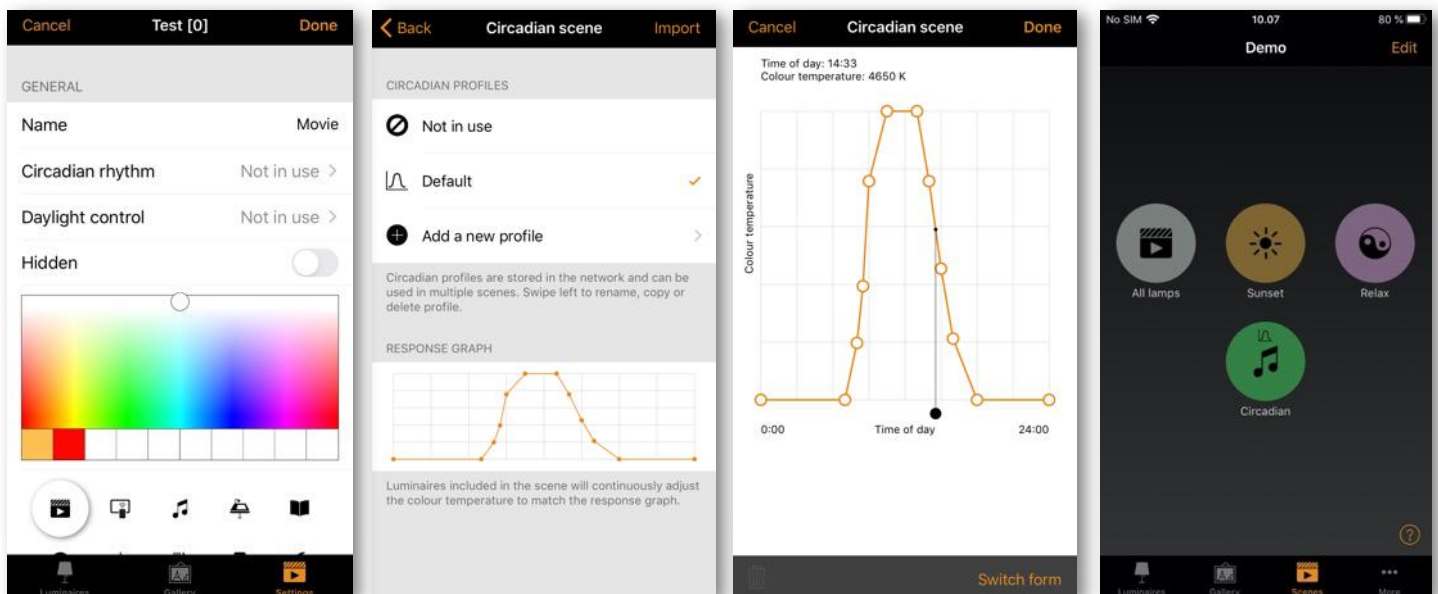 Cancel Test [0] Done
GENERAL
Name Movie
Circadian rhythm Not in use
Daylight control Not in use
Hidden
Luminaires Gallery Settings
Back Circadian scene Import
CIRCADIAN PROFILES
Not in use
Default
Add a new profile
Circadian profiles are stored in the network and can be
used in multiple scenes. Swipe left to rename, copy or
delete profile.
RESPONSE GRAPH
Luminaires included in the scene will continuously adjust
the colour temperature to match the response graph.
Cancel Circadian scene Done
Time of day: 14:33
Colour temperature: 4650 K
Colour temperature
0:00 Time of day 24:00
Switch form
No SIM 10.07 80 %
Demo Edit
All lamps Sunset Relax
Circadian
?
Luminaires Gallery Scenes More